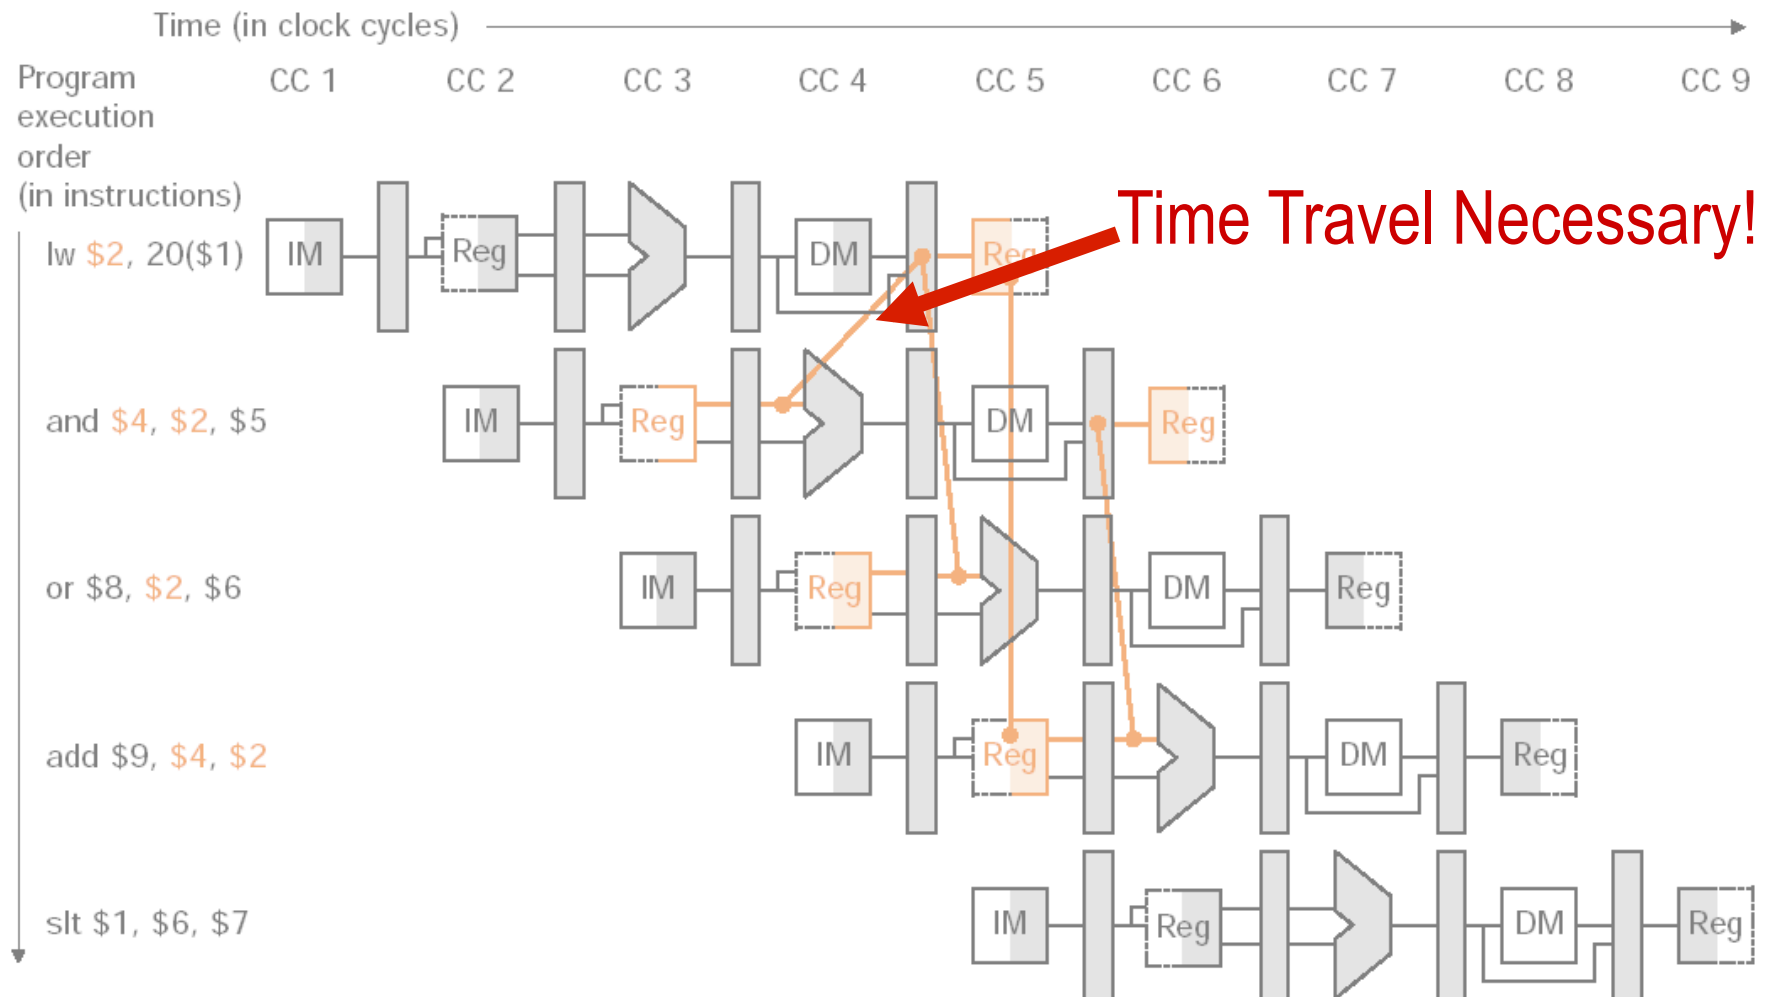 Time (in clock cycles)
Program
execution
order
(in instructions)
CC 1 CC 2 CC 3 CC 4 CC 5 CC 6 CC 7 CC 8 CC 9
Time Travel Necessary!
lw $2, 20($1) IM Reg DM Reg
and $4, $2, $5 IM Reg DM Reg
or $8, $2, $6 IM Reg DM Reg
add $9, $4, $2 IM Reg DM Reg
slt $1, $6, $7 IM Reg DM Reg